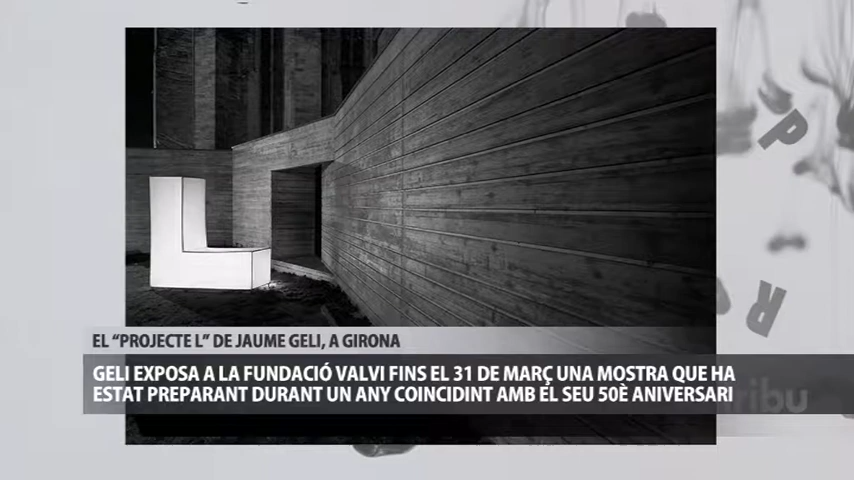 P
R
EL “PROJECTE L” DE JAUME GELI, A GIRONA
GELI EXPOSA A LA FUNDACIÓ VALVI FINS EL 31 DE MARÇ UNA MOSTRA QUE HA
ESTAT PREPARANT DURANT UN ANY COINCIDINT AMB EL SEU 50È ANIVERSARI
tribu